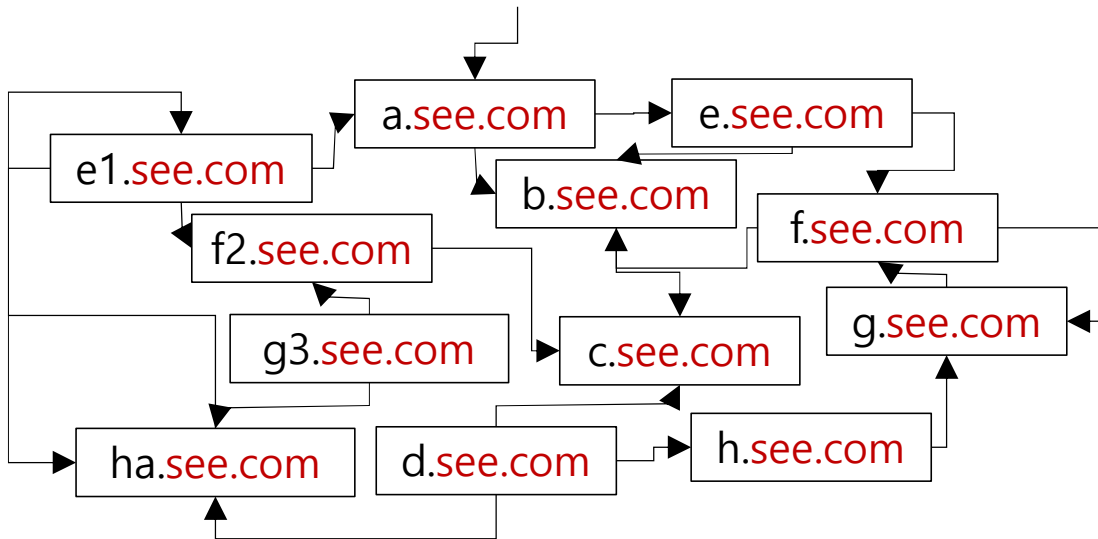 a.see.com
e.see.com
e1.see.com
b.see.com
f2.see.com
f.see.com
g3.see.com
c.see.com
g.see.com
ha.see.com
d.see.com
h.see.com